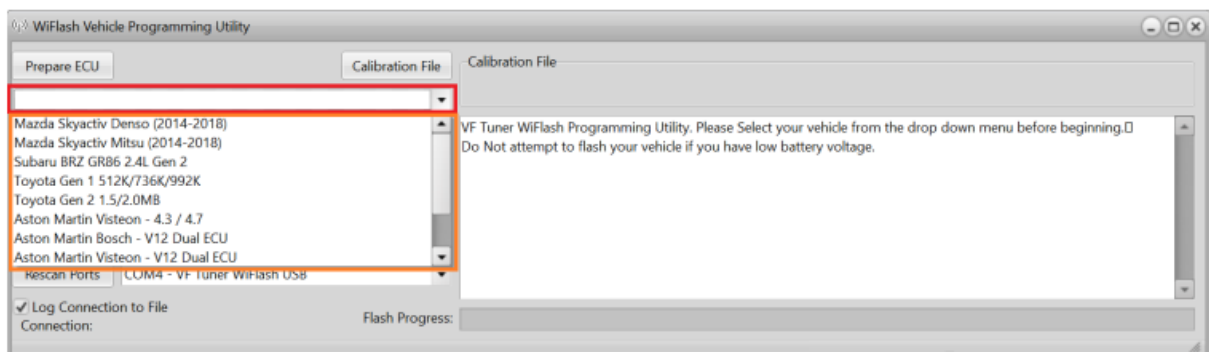 WiFlash Vehicle Programming Utility
Prepare ECU
Calibration File
Calibration File
Mazda Skyactiv Denso (2014-2018)
Mazda Skyactiv Mitsu (2014-2018)
Subaru BRZ GR86 2.4L Gen 2
Toyota Gen 1 512K/736K/992K
Toyota Gen 2 1.5/2.0MB
Aston Martin Visteon - 4.3 / 4.7
Aston Martin Bosch - V12 Dual ECU
Aston Martin Visteon - V12 Dual ECU
VF Tuner WiFlash Programming Utility. Please Select your vehicle from the drop down menu before beginning.
Do Not attempt to flash your vehicle if you have low battery voltage.
Rescan Ports
COM4 - VF Tuner WiFlash USB
Log Connection to File
Connection:
Flash Progress: